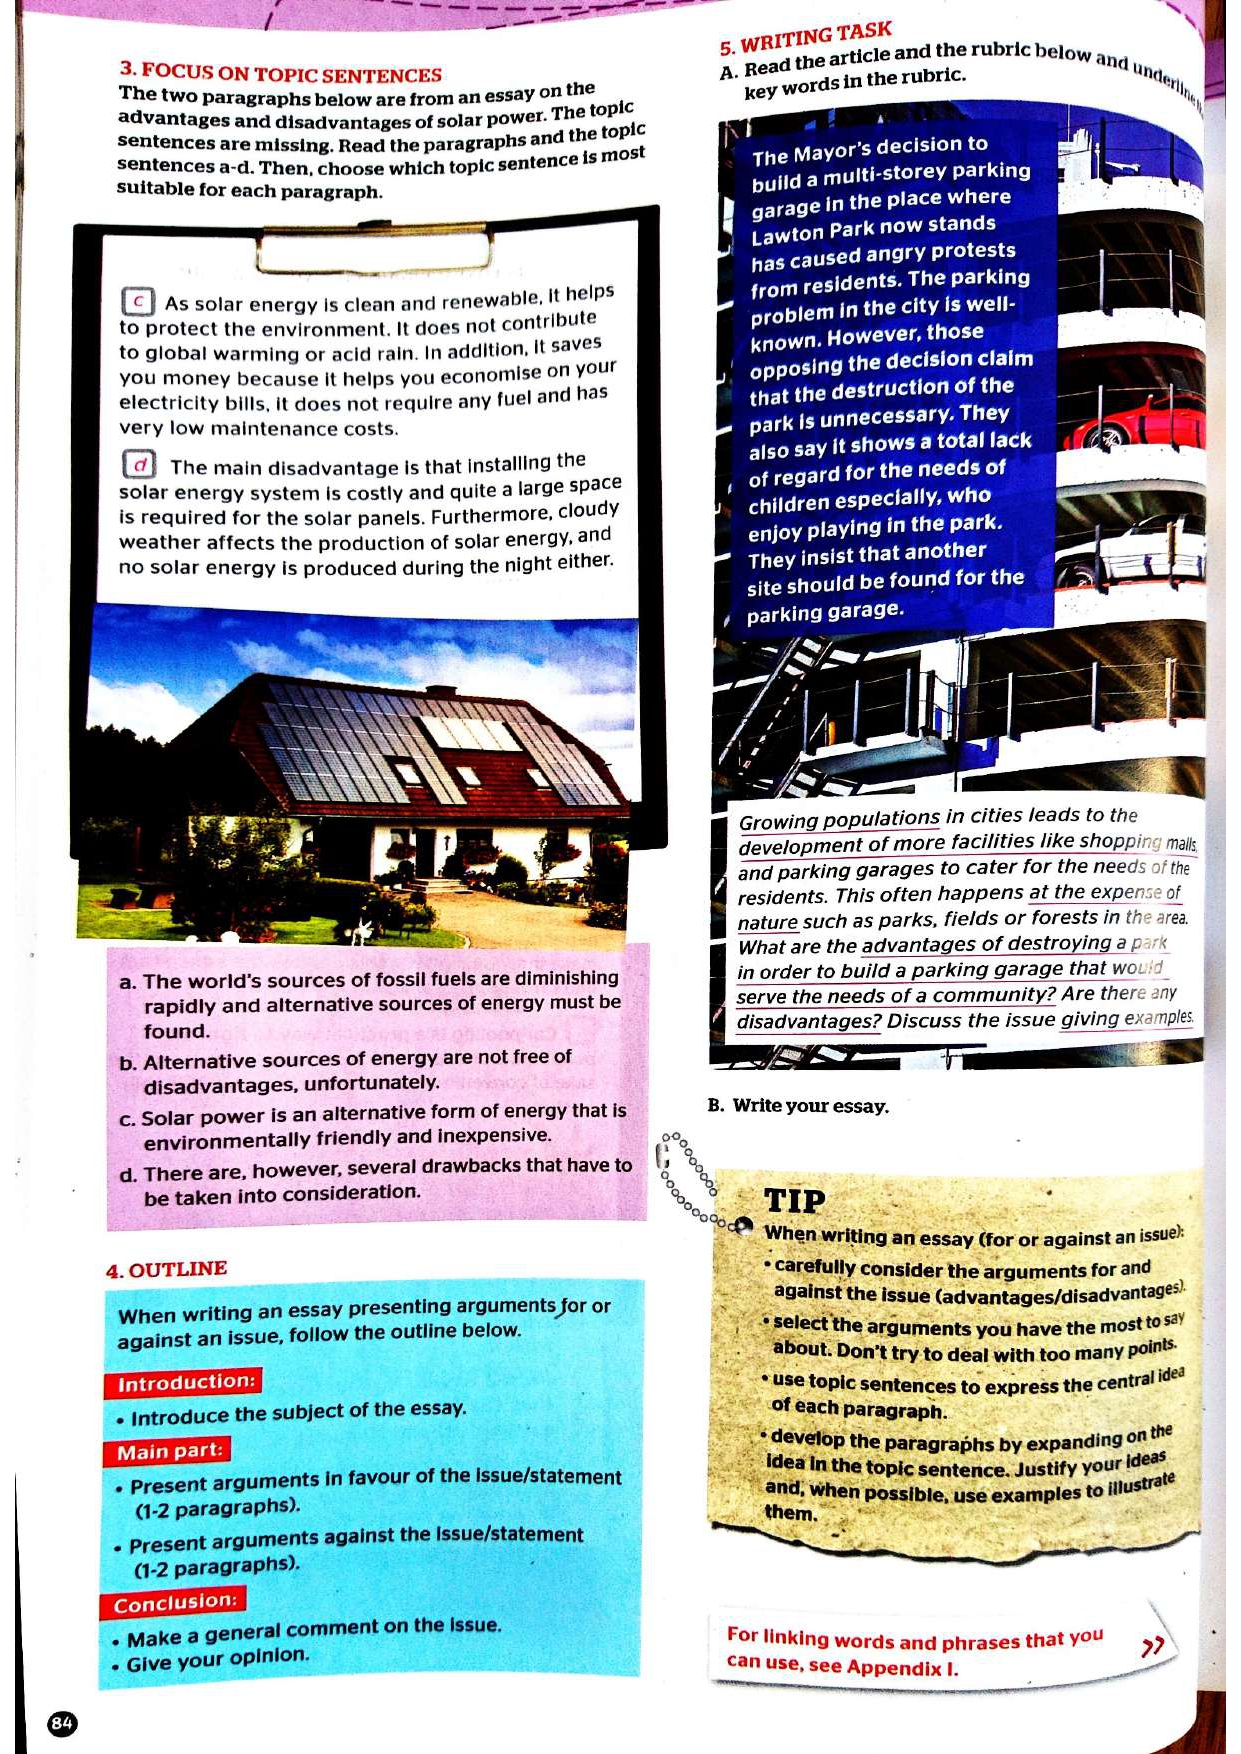 3. FOCUS ON TOPIC SENTENCES
The two paragraphs below are from an essay on the
advantages and disadvantages of solar power. The topic
sentences are missing. Read the paragraphs and the topic
sentences a-d. Then, choose which topic sentence is most
suitable for each paragraph.
c As solar energy is clean and renewable, it helps
to protect the environment. It does not contribute
to global warming or acid rain. In addition, it saves
you money because it helps you economise on your
electricity bills, it does not require any fuel and has
very low maintenance costs.
d The main disadvantage is that installing the
solar energy system is costly and quite a large space
is required for the solar panels. Furthermore, cloudy
weather affects the production of solar energy, and
no solar energy is produced during the night either.
a. The world's sources of fossil fuels are diminishing
rapidly and alternative sources of energy must be
found.
b. Alternative sources of energy are not free of
disadvantages, unfortunately.
c. Solar power is an alternative form of energy that is
environmentally friendly and inexpensive.
d. There are, however, several drawbacks that have to
be taken into consideration.
4. OUTLINE
When writing an essay presenting arguments for or
against an issue, follow the outline below.
Introduction:
• Introduce the subject of the essay.
Main part:
• Present arguments in favour of the issue/statement
(1-2 paragraphs).
• Present arguments against the issue/statement
(1-2 paragraphs).
Conclusion:
• Make a general comment on the issue.
• Give your opinion.
84
5. WRITING TASK
A. Read the article and the rubric below and underline the
key words in the rubric.
The Mayor's decision to
build a multi-storey parking
garage in the place where
Lawton Park now stands
has caused angry protests
from residents. The parking
problem in the city is well-
known. However, those
opposing the decision claim
that the destruction of the
park is unnecessary. They
also say it shows a total lack
of regard for the needs of
children especially, who
enjoy playing in the park.
They insist that another
site should be found for the
parking garage.
Growing populations in cities leads to the
development of more facilities like shopping malls,
and parking garages to cater for the needs of the
residents. This often happens at the expense of
nature such as parks, fields or forests in the area.
What are the advantages of destroying a park
in order to build a parking garage that would
serve the needs of a community? Are there any
disadvantages? Discuss the issue giving examples.
B. Write your essay.
TIP
When writing an essay (for or against an issue):
• carefully consider the arguments for and
against the issue (advantages/disadvantages).
• select the arguments you have the most to say
about. Don't try to deal with too many points.
• use topic sentences to express the central idea
of each paragraph.
• develop the paragraphs by expanding on the
idea in the topic sentence. Justify your ideas
and, when possible, use examples to illustrate
them.
For linking words and phrases that you
can use, see Appendix I.